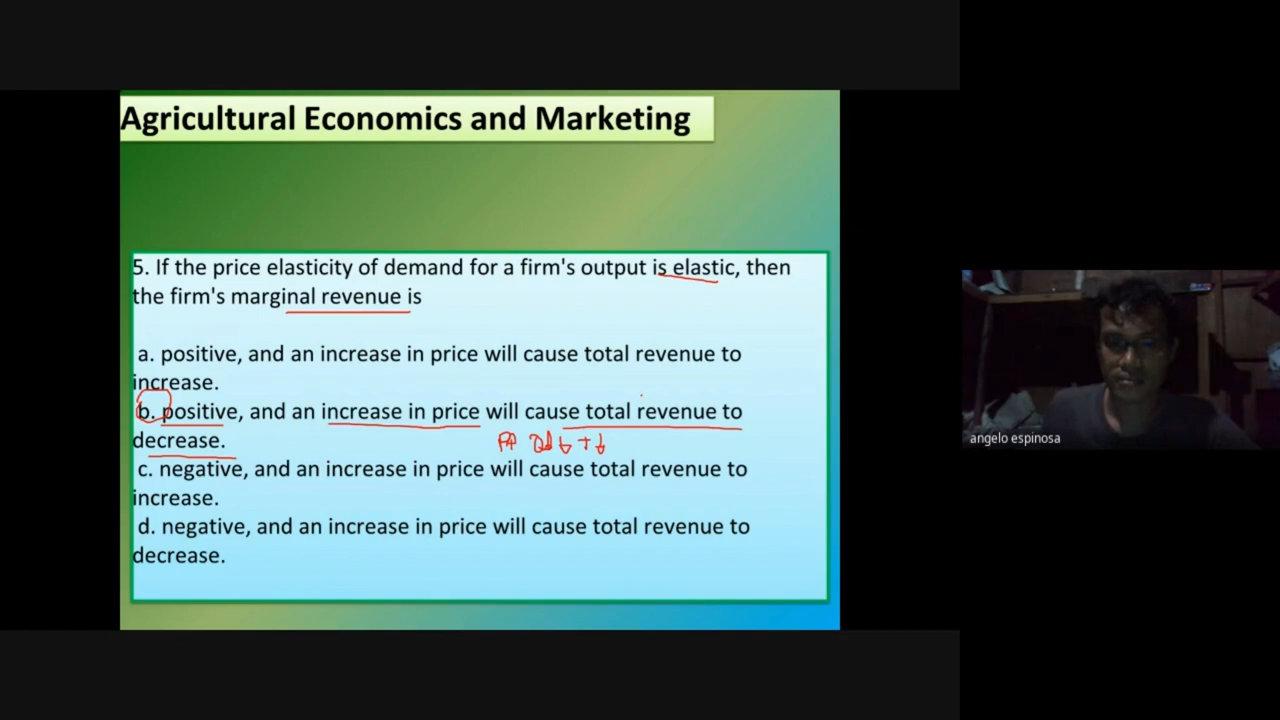 Agricultural Economics and Marketing
5. If the price elasticity of demand for a firm's output is elastic, then
the firm's marginal revenue is
a. positive, and an increase in price will cause total revenue to
increase.
b. positive, and an increase in price will cause total revenue to
decrease.
P↑ Qd↓ T↓
c. negative, and an increase in price will cause total revenue to
increase.
d. negative, and an increase in price will cause total revenue to
decrease.
angelo espinosa